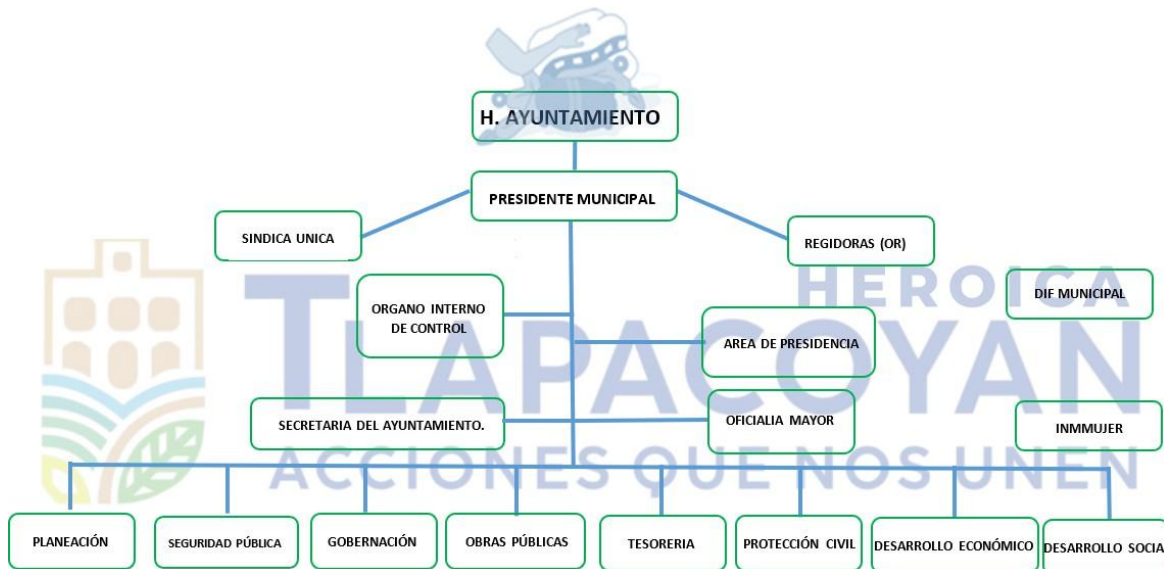 H. AYUNTAMIENTO
PRESIDENTE MUNICIPAL
SINDICA UNICA
REGIDORAS (OR)
HEROICA
DIF MUNICIPAL
ORGANO INTERNO
DE CONTROL
AREA DE PRESIDENCIA
TLAPACOYAN
SECRETARIA DEL AYUNTAMIENTO.
OFICIALIA MAYOR
INMMUJER
ACCIONES QUE NOS UNEN
PLANEACIÓN
SEGURIDAD PÚBLICA
GOBERNACIÓN
OBRAS PÚBLICAS
TESORERIA
PROTECCIÓN CIVIL
DESARROLLO ECONÓMICO
DESARROLLO SOCIA